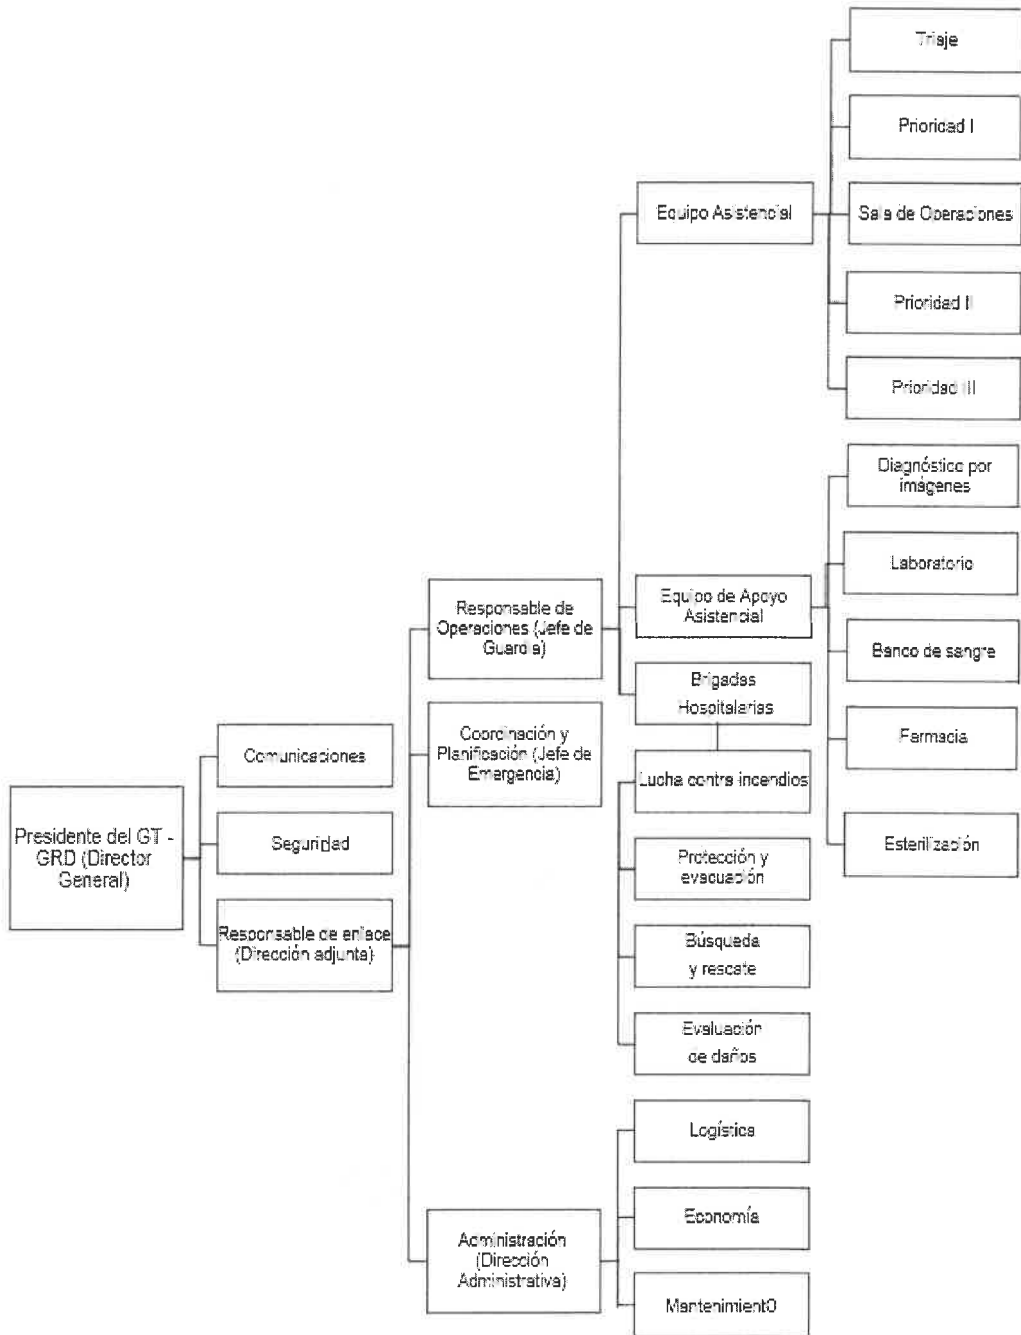 Triaje
Prioridad I
Equipo Asistencial
Sala de Operaciones
Prioridad II
Prioridad III
Diagnóstico por
imágenes
Laboratorio
Responsable de
Operaciones (Jefe de
Guardia)
Equipo de Apoyo
Asistencial
Banco de sangre
Brigadas
Hospitalarias
Coordinación y
Planificación (Jefe de
Emergencia)
Farmacia
Comunicaciones
Lucha contra incendios
Presidente del GT -
GRD (Director
General)
Seguridad
Esterilización
Protección y
evacuación
Responsable de enlace
(Dirección adjunta)
Búsqueda
y rescate
Evaluación
de daños
Logística
Economía
Administración
(Dirección
Administrativa)
Mantenimient0